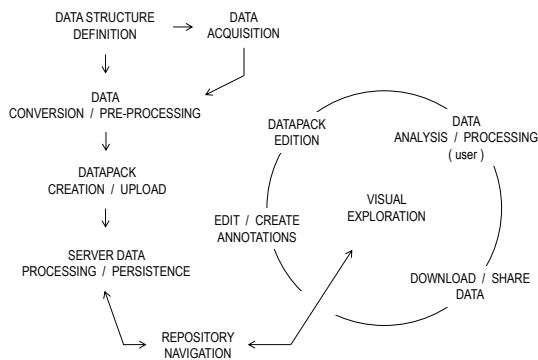 DATA STRUCTURE
DEFINITION
DATA
ACQUISITION
DATA
CONVERSION / PRE-PROCESSING
DATAPACK
CREATION / UPLOAD
SERVER DATA
PROCESSING / PERSISTENCE
REPOSITORY
NAVIGATION
DATAPACK
EDITION
DATA
ANALYSIS / PROCESSING
( user )
EDIT / CREATE
ANNOTATIONS
VISUAL
EXPLORATION
DOWNLOAD / SHARE
DATA